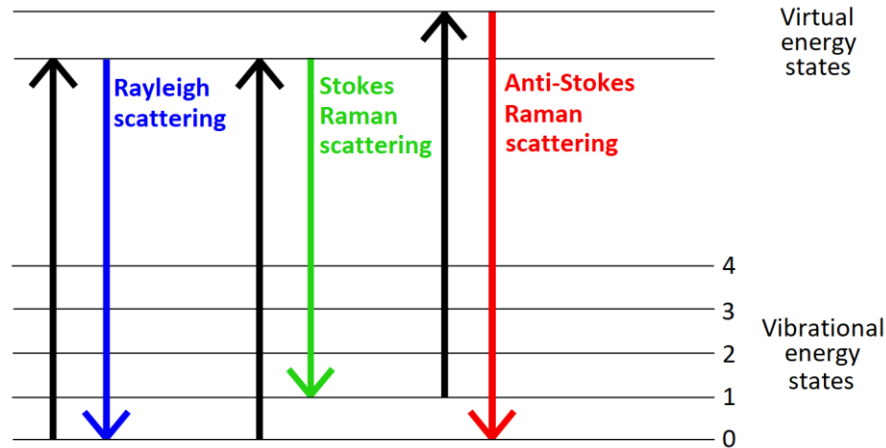 Virtual
energy
states
Rayleigh
scattering
Stokes
Raman
scattering
Anti-Stokes
Raman
scattering
4
3
2
1
0
Vibrational
energy
states